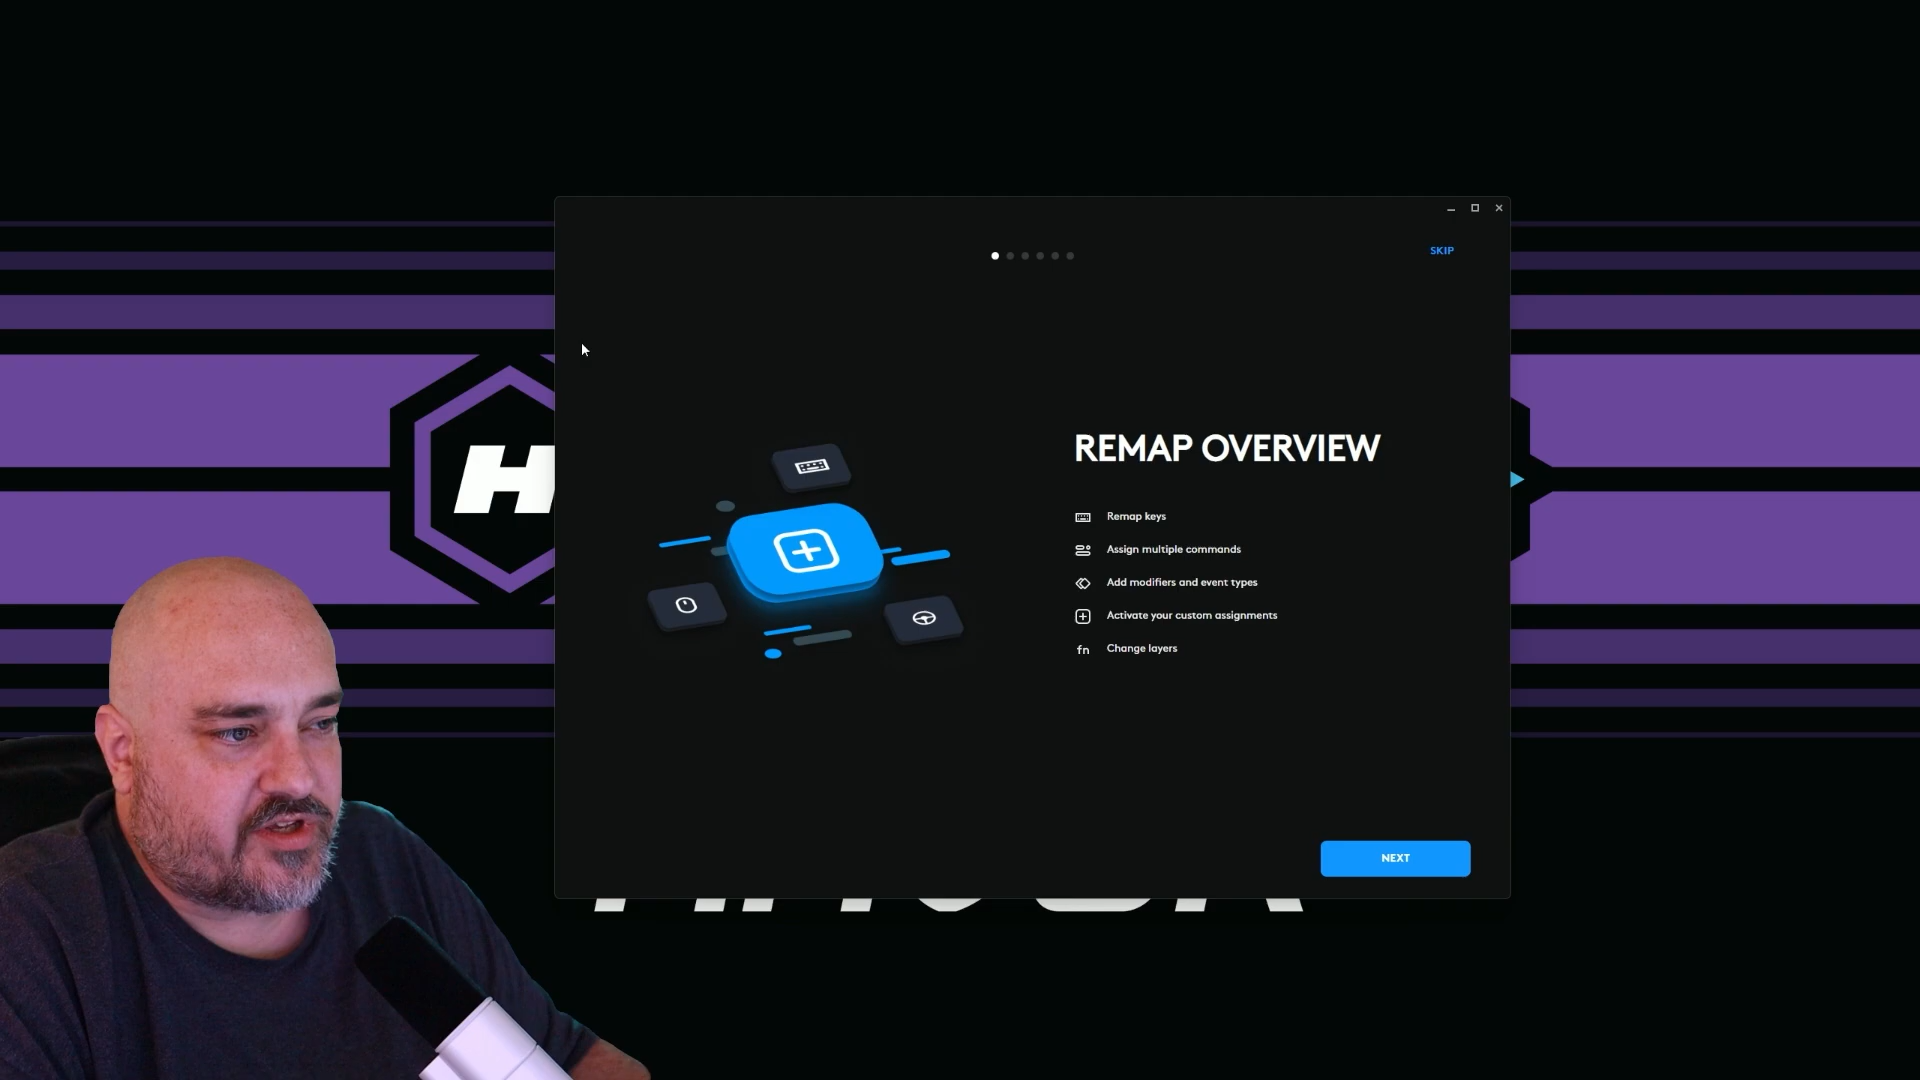 SKIP
H
REMAP OVERVIEW
Remap keys
Assign multiple commands
Add modifiers and event types
Activate your custom assignments
fn Change layers
NEXT